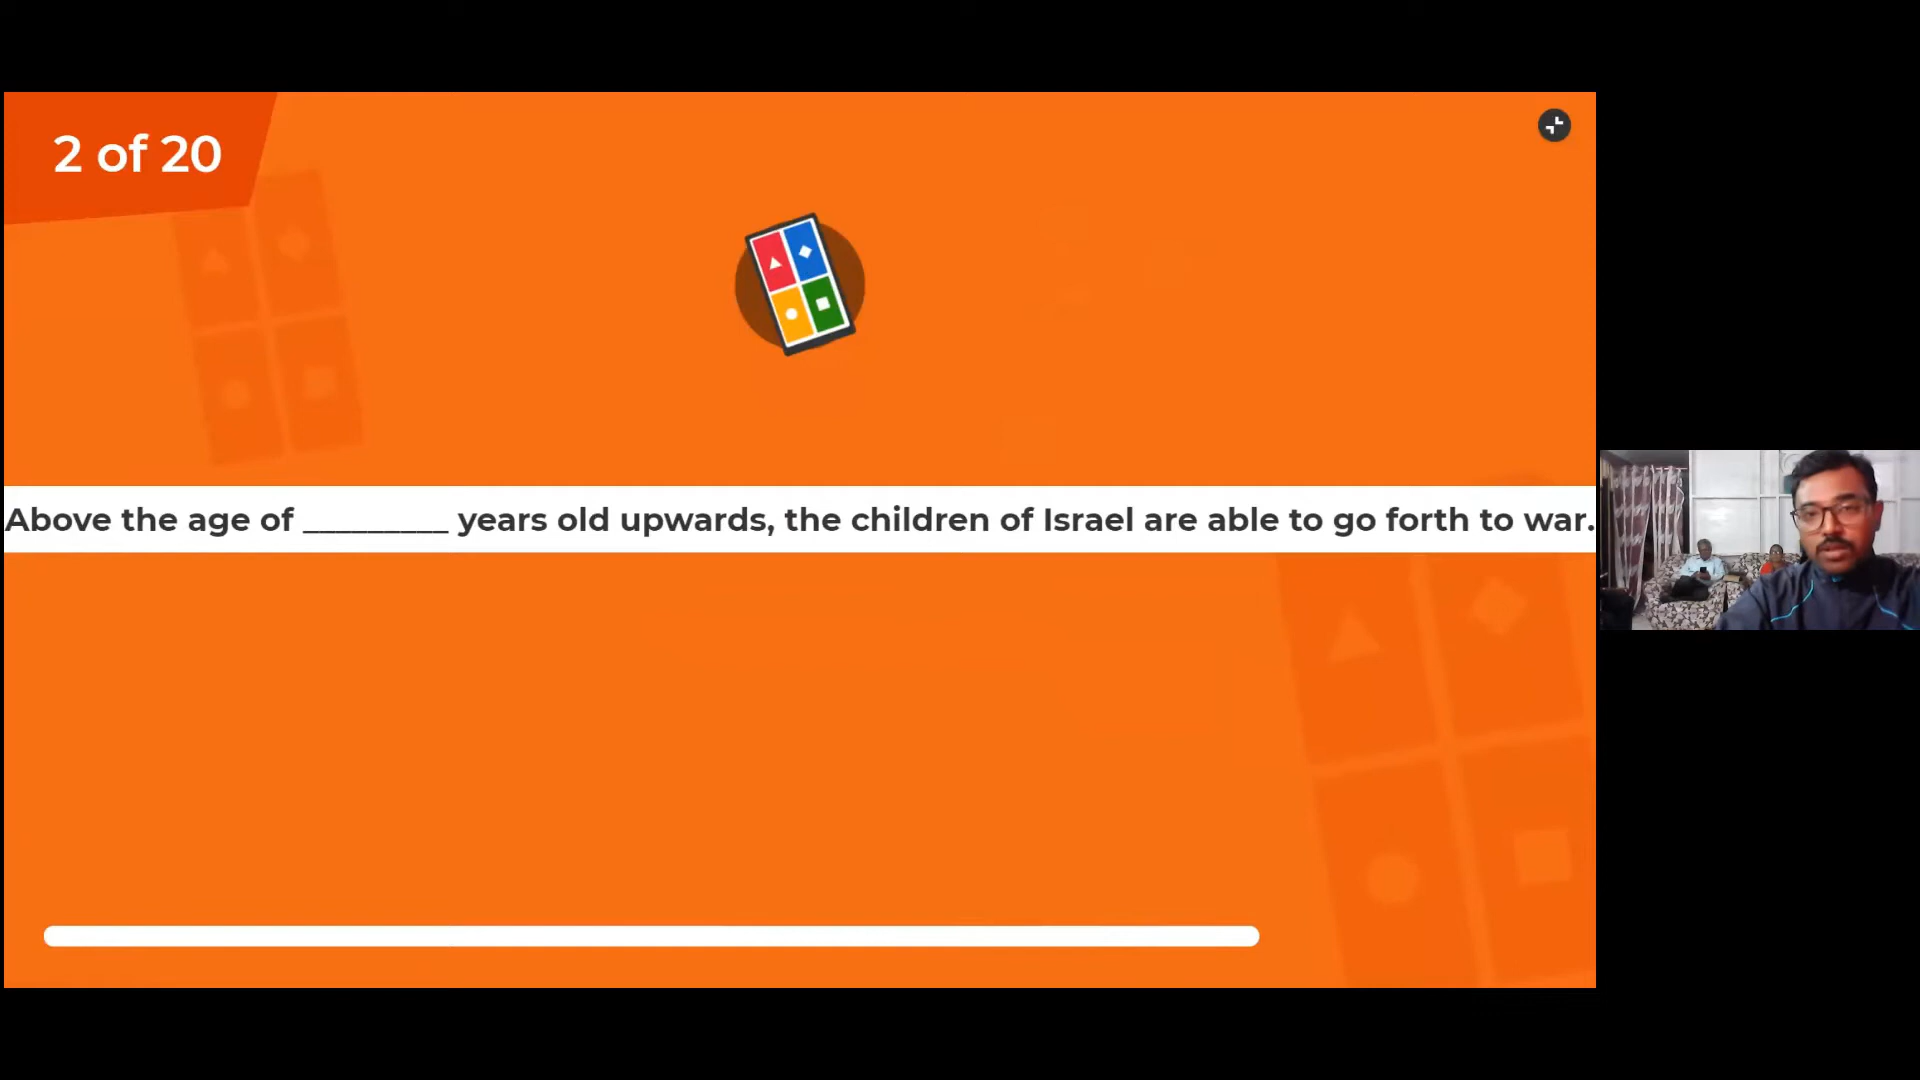 2 of 20
Above the age of _________ years old upwards, the children of Israel are able to go forth to war.